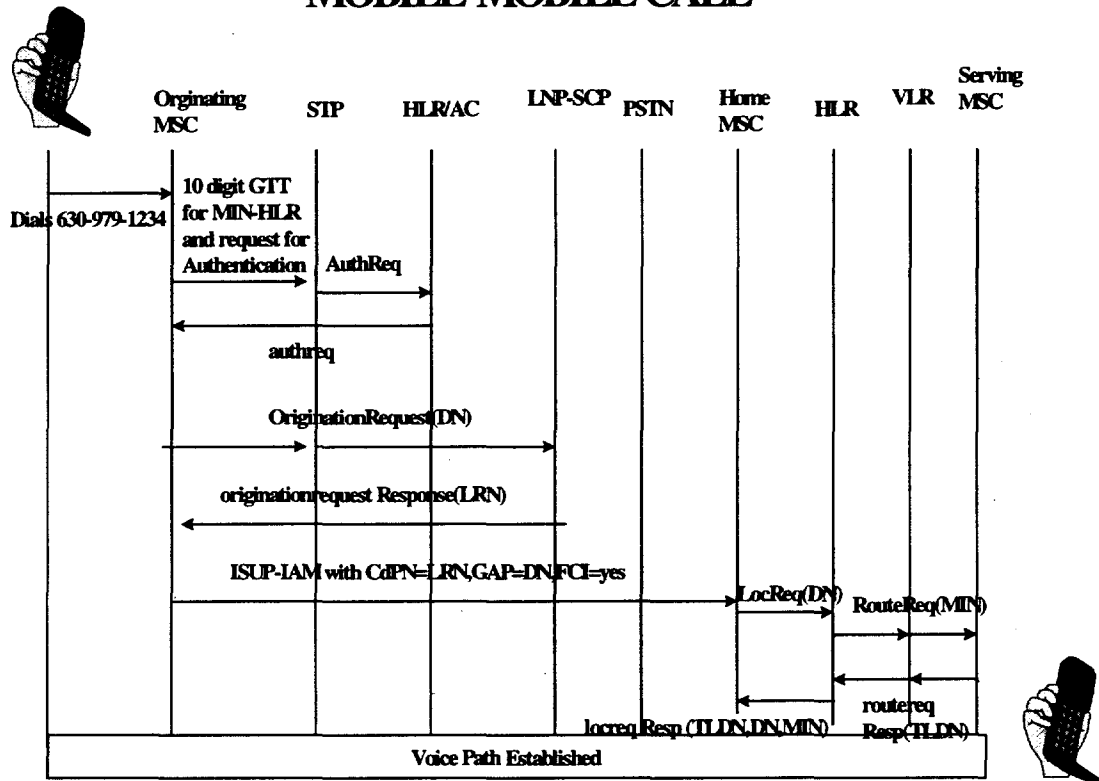 MOBILE-MOBILE CALL
Orginating
MSC
STP
HLR/AC
LNP-SCP
PSTN
Home
MSC
HLR
VLR
Serving
MSC
Dials 630-979-1234
10 digit GTT
for MIN-HLR
and request for
Authentication
AuthReq
authreq
OriginationRequest(DN)
originationrequest Response(LRN)
ISUP-IAM with CdPN=LRN,GAP=DN,FCI=yes
LocReq(DN)
RouteReq(MIN)
routereq
Resp(TLDN)
locreq Resp (TLDN,DN,MIN)
Voice Path Established